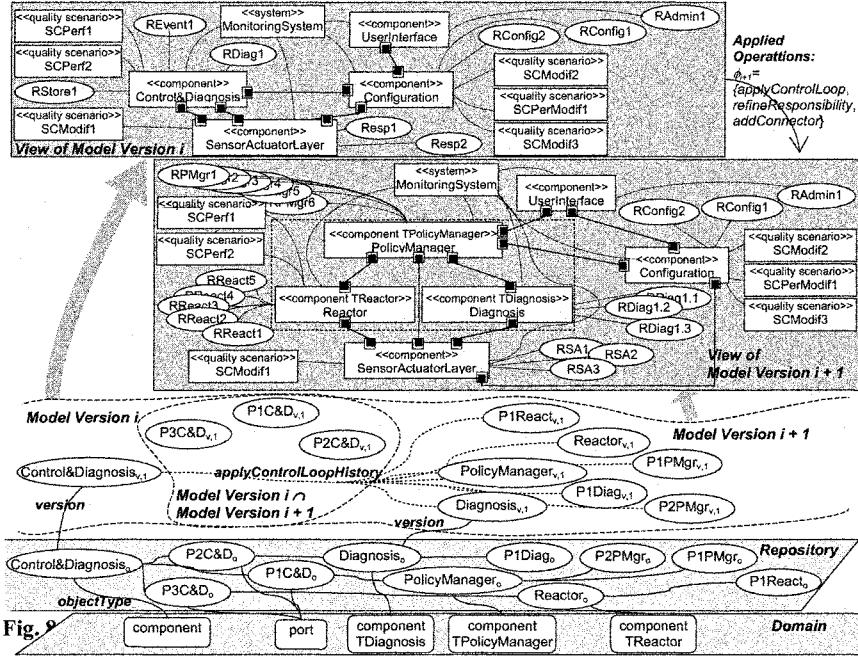 <<quality scenario>>
SCPerf1
REvent1
<<system>>
MonitoringSystem
<<component>>
UserInterface
RConfig2
RConfig1
RAdmin1
<<quality scenario>>
SCPerf2
RDiag1
RStore1
<<component>>
Control&Diagnosis
<<component>>
Configuration
<<quality scenario>>
SCModif2
<<quality scenario>>
SCPerModif1
<<quality scenario>>
SCModif1
<<component>>
SensorActuatorLayer
Resp1
Resp2
<<quality scenario>>
SCModif3
View of Model Version i
Applied
Operattions:
ϕi+1=
{applyControlLoop,
refineResponsibility,
addConnector}
RPMgr1
<<quality scenario>>
SCPerf1
<<quality scenario>>
SCPerf2
<<system>>
MonitoringSystem
<<component>>
UserInterface
RConfig2
RConfig1
RAdmin1
<<component TPolicyManager>>
PolicyManager
<<component>>
Configuration
<<quality scenario>>
SCModif2
<<quality scenario>>
SCPerModif1
<<quality scenario>>
SCModif3
RReact5
RReact4
RReact3
RReact2
RReact1
<<component TReactor>>
Reactor
<<component TDiagnosis>>
Diagnosis
RDiag1.1
RDiag1.2
RDiag1.3
<<quality scenario>>
SCModif1
<<component>>
SensorActuatorLayer
RSA1
RSA2
RSA3
View of
Model Version i + 1
Model Version i
P1C&Dv,1
P3C&Dv,1
P2C&Dv,1
P1Reactv,1
Reactorv,1
Model Version i + 1
Control&Diagnosisv,1
applyControlLoopHistory
PolicyManagerv,1
P1PMgrv,1
Model Version i ∩
Model Version i + 1
Diagnosisv,1
P1Diagv,1
P2PMgrv,1
version
version
Control&Diagnosiso
P2C&Do
Diagnosiso
P1Diago
P2PMgro
P1PMgro
Repository
P1C&Do
PolicyManagero
P3C&Do
Reactoro
P1Reacto
objectType
Fig.
component
port
component
TDiagnosis
component
TPolicyManager
component
TReactor
Domain